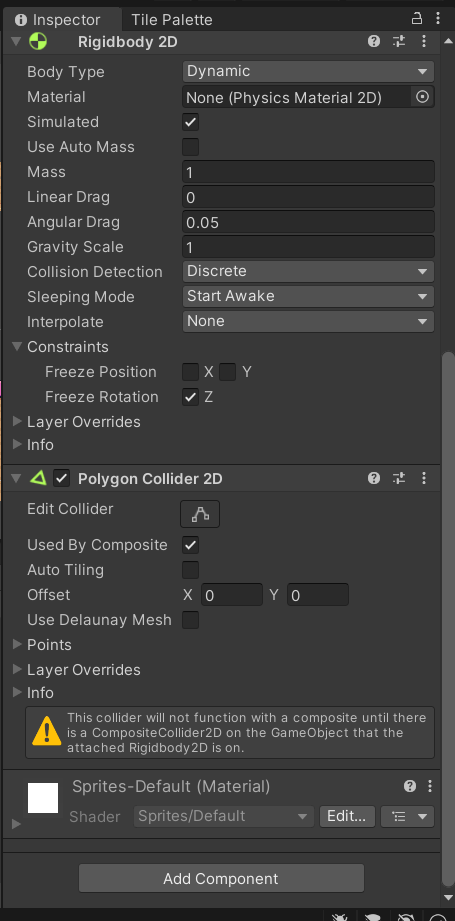 Inspector Tile Palette
Rigidbody 2D
Body Type Dynamic
Material None (Physics Material 2D)
Simulated
Use Auto Mass
Mass 1
Linear Drag 0
Angular Drag 0.05
Gravity Scale 1
Collision Detection Discrete
Sleeping Mode Start Awake
Interpolate None
Constraints
Freeze Position X Y
Freeze Rotation Z
Layer Overrides
Info
Polygon Collider 2D
Edit Collider
Used By Composite
Auto Tiling
Offset X 0 Y 0
Use Delaunay Mesh
Points
Layer Overrides
Info
This collider will not function with a composite until there
is a CompositeCollider2D on the GameObject that the
attached Rigidbody2D is on.
Sprites-Default (Material)
Shader Sprites/Default Edit...
Add Component